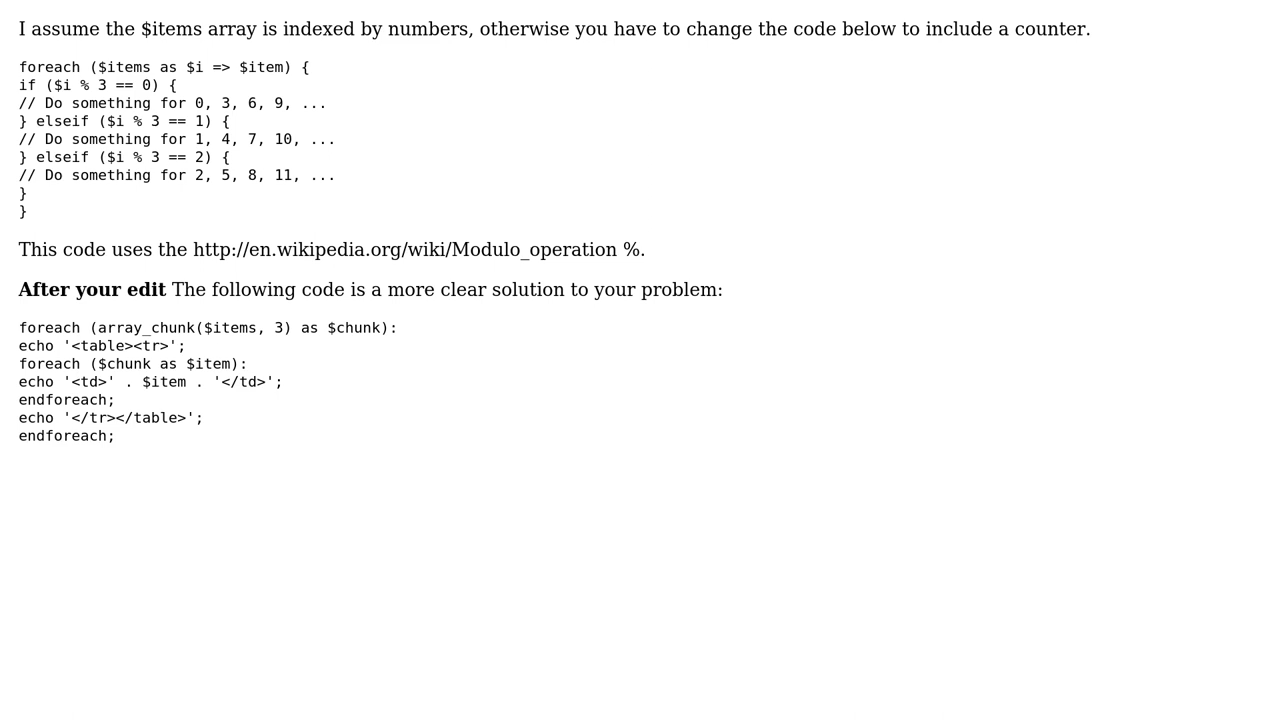 I assume the $items array is indexed by numbers, otherwise you have to change the code below to include a counter.
foreach ($items as $i => $item) {
if ($i % 3 == 0) {
// Do something for 0, 3, 6, 9, ...
} elseif ($i % 3 == 1) {
// Do something for 1, 4, 7, 10, ...
} elseif ($i % 3 == 2) {
// Do something for 2, 5, 8, 11, ...
}
}
This code uses the http://en.wikipedia.org/wiki/Modulo_operation %.
After your edit The following code is a more clear solution to your problem:
foreach (array_chunk($items, 3) as $chunk):
echo '<table><tr>';
foreach ($chunk as $item):
echo '<td>' . $item . '</td>';
endforeach;
echo '</tr></table>';
endforeach;